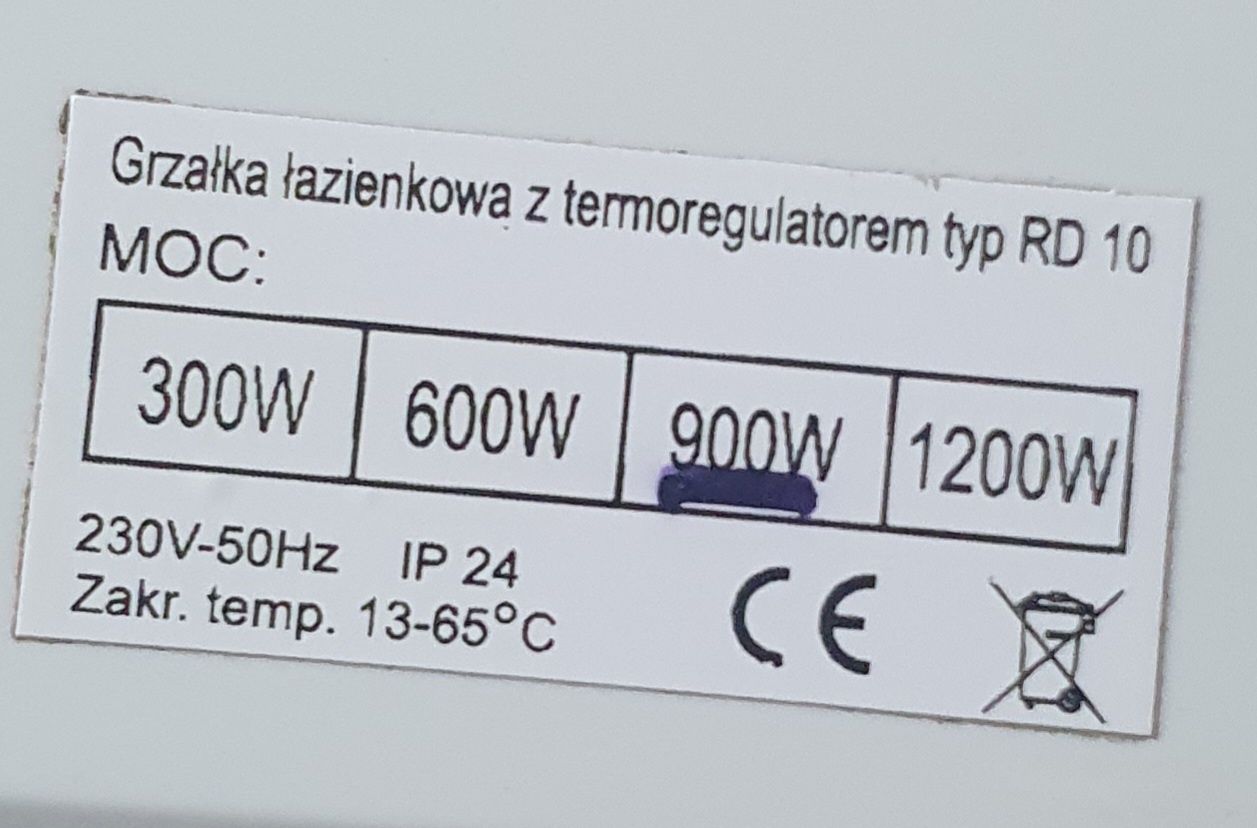 Grzałka łazienkowa z termoregulatorem typ RD 10
MOC:
300W 600W 900W 1200W
230V-50Hz IP 24
Zakr. temp. 13-65°C
CE